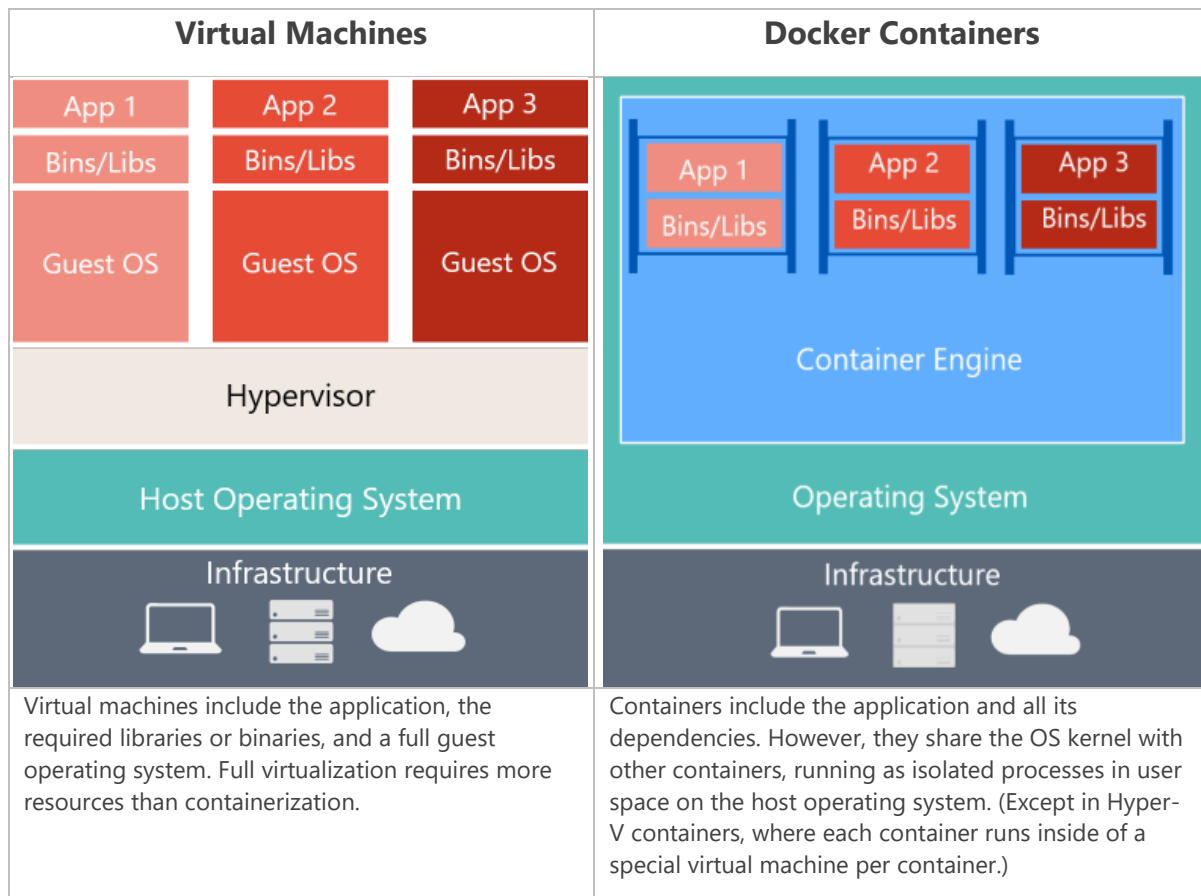 Virtual Machines
Docker Containers
App 1
App 2
App 3
Bins/Libs
Bins/Libs
Bins/Libs
Guest OS
Guest OS
Guest OS
Hypervisor
Host Operating System
Infrastructure
App 1
App 2
App 3
Bins/Libs
Bins/Libs
Bins/Libs
Container Engine
Operating System
Infrastructure
Virtual machines include the application, the
required libraries or binaries, and a full guest
operating system. Full virtualization requires more
resources than containerization.
Containers include the application and all its
dependencies. However, they share the OS kernel with
other containers, running as isolated processes in user
space on the host operating system. (Except in Hyper-
V containers, where each container runs inside of a
special virtual machine per container.)